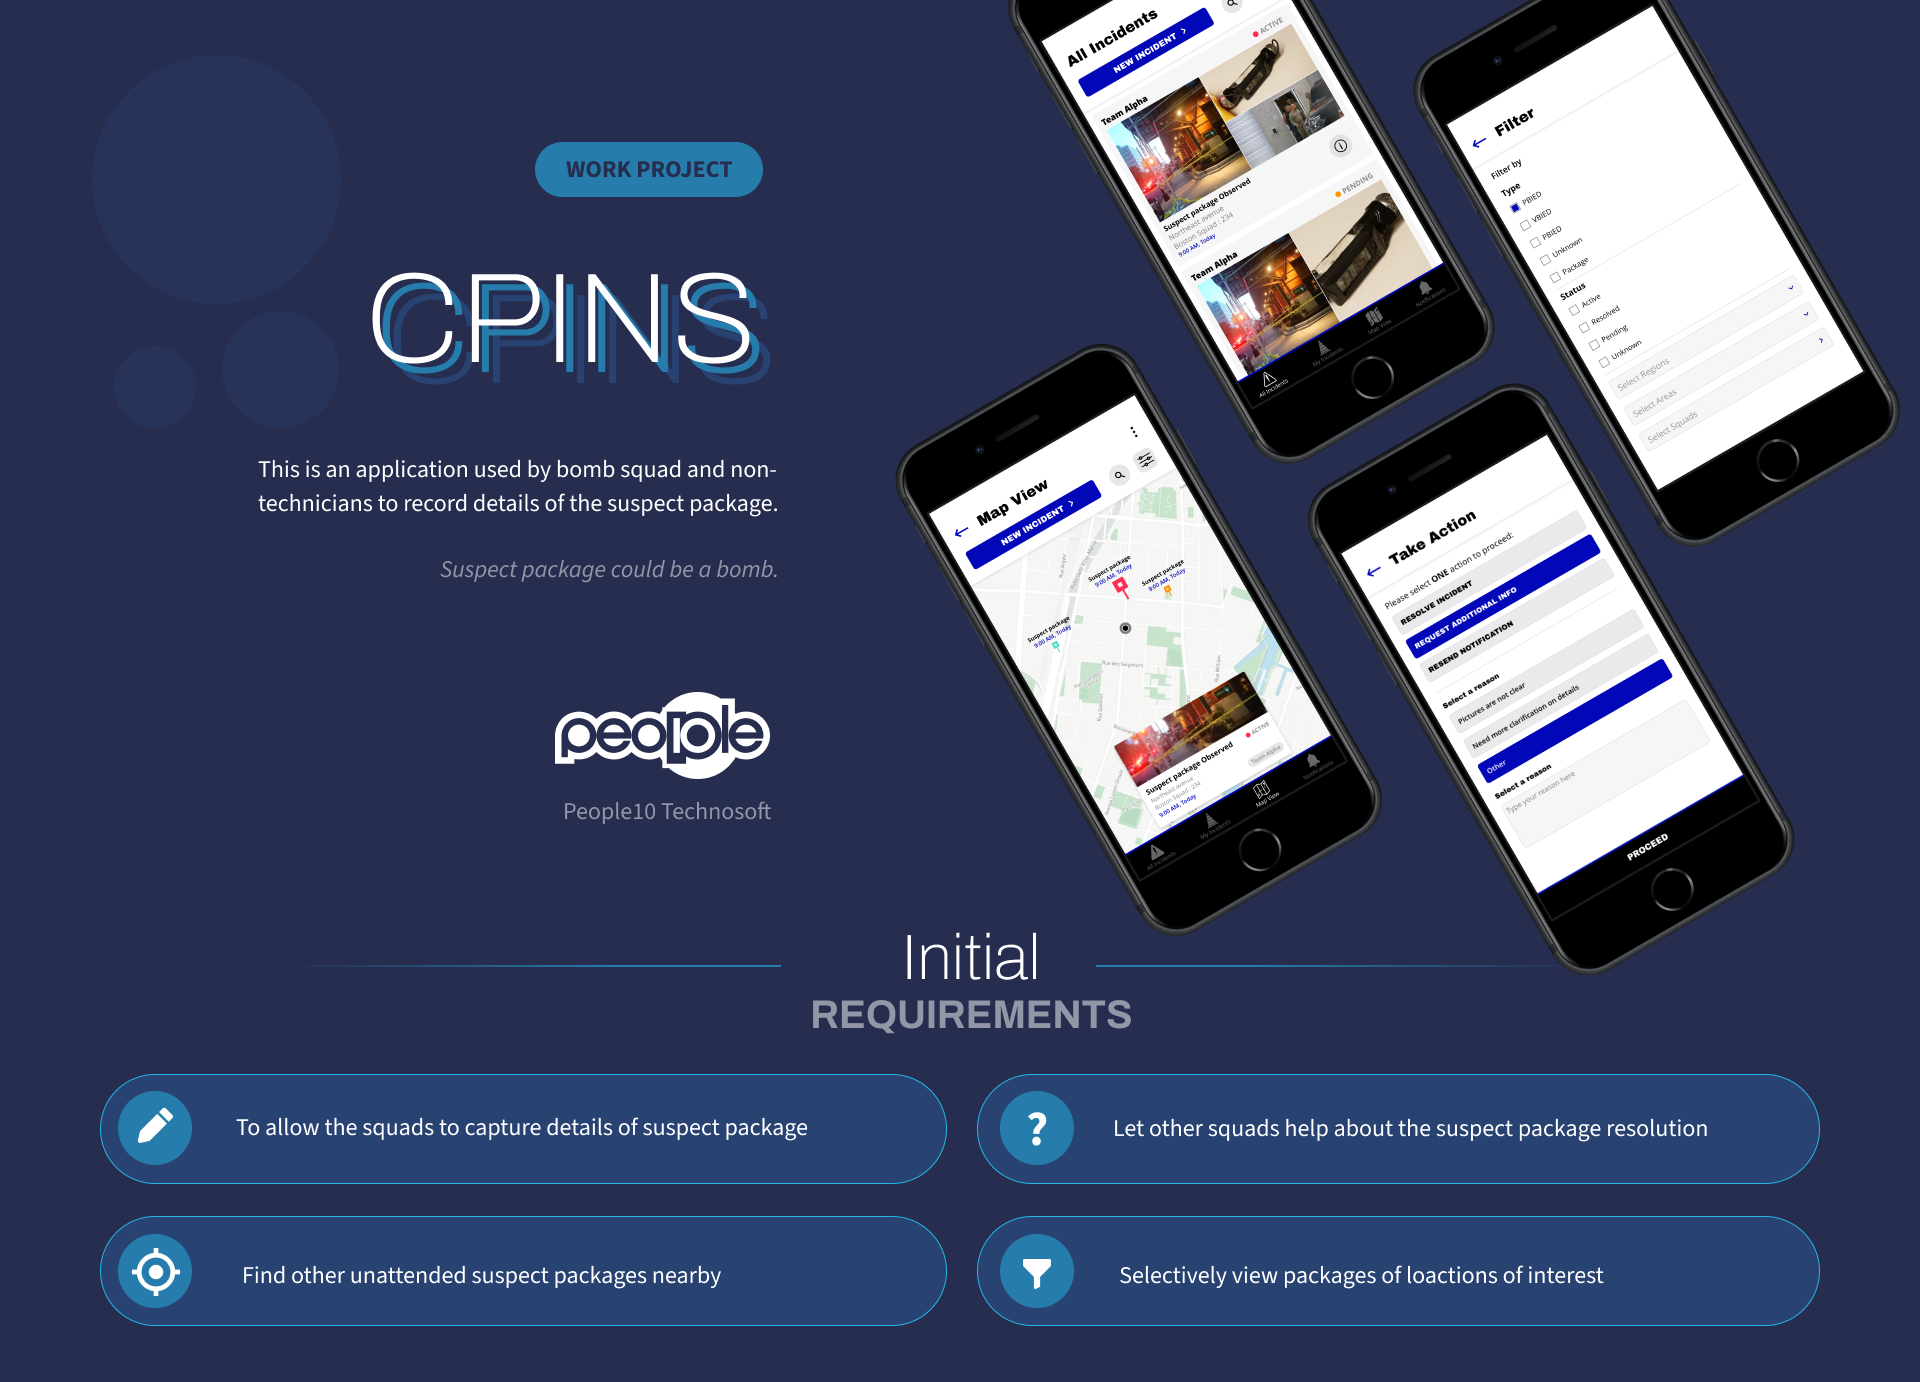 WORK PROJECT
CPINS
This is an application used by bomb squad and non-
technicians to record details of the suspect package.
Suspect package could be a bomb.
people
People10 Technosoft
All Incidents
NEW INCIDENT
ACTIVE
Team Alpha
Suspect package Observed
Northeast avenue
Boston Squad : 234
9:00 AM, Today
PENDING
Team Alpha
All Incidents
My Incidents
Map View
Notifications
Filter
Filter by
Type
PBIED
VBIED
PBIED
Unknown
Package
Status
Active
Resolved
Pending
Unknown
Select Regions
Select Areas
Select Squads
Map View
NEW INCIDENT
Suspect package
9:00 AM, Today
Suspect package
9:00 AM, Today
Suspect package
9:00 AM, Today
Rue des Seigneurs
ACTIVE
Suspect package Observed
Northeast avenue
Boston Squad : 234
9:00 AM, Today
Team Alpha
All Incidents
My Incidents
Map View
Notifications
Take Action
Please select ONE action to proceed:
RESOLVE INCIDENT
REQUEST ADDITIONAL INFO
RESEND NOTIFICATION
Select a reason
Pictures are not clear
Need more clarification on details
Other
Select a reason
Type your reason here
PROCEED
Initial
REQUIREMENTS
To allow the squads to capture details of suspect package
Let other squads help about the suspect package resolution
Find other unattended suspect packages nearby
Selectively view packages of loactions of interest